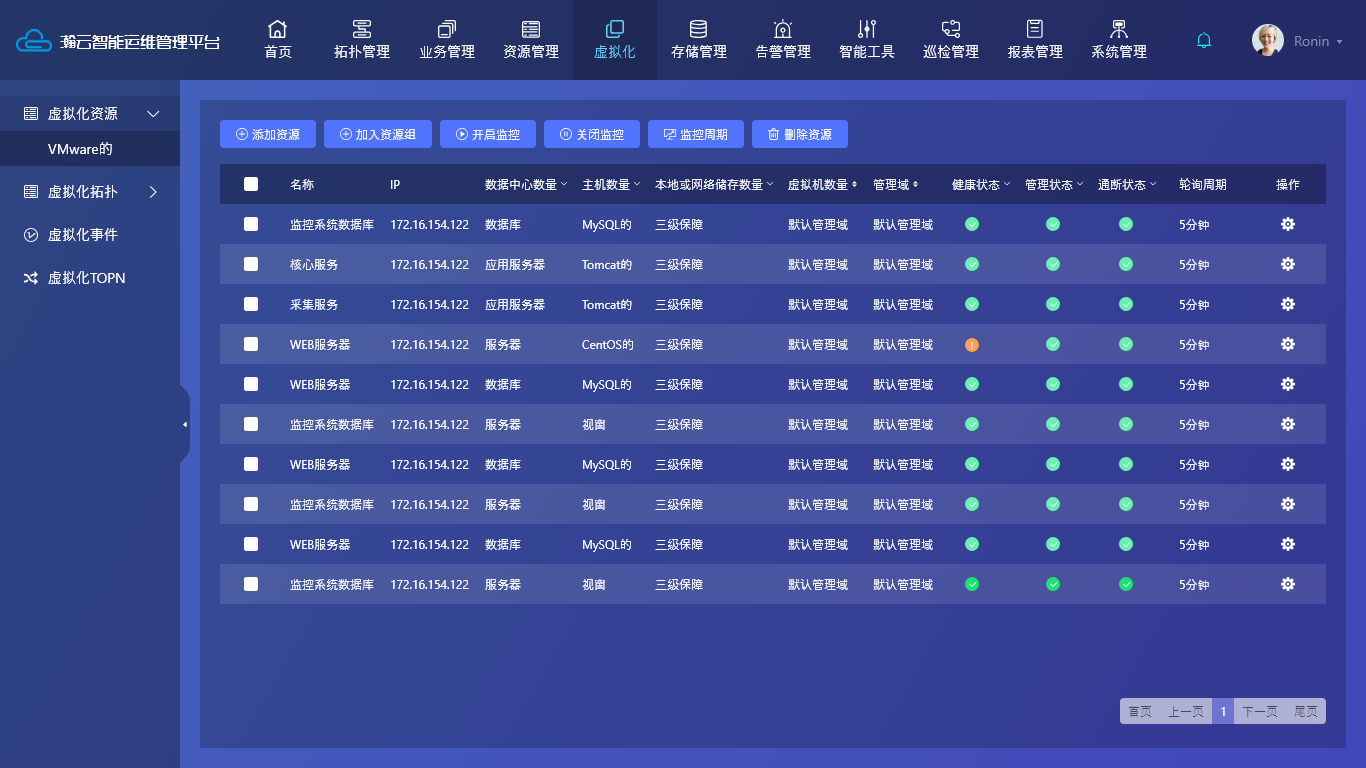 瀚云智能运维管理平台
首页 拓扑管理 业务管理 资源管理 虚拟化 存储管理 告警管理 智能工具 巡检管理 报表管理 系统管理 Ronin
虚拟化资源
VMware的
虚拟化拓扑
虚拟化事件
虚拟化TOPN
添加资源 加入资源组 开启监控 关闭监控 监控周期 删除资源
名称 IP 数据中心数量 主机数量 本地或网络储存数量 虚拟机数量 管理域 健康状态 管理状态 通断状态 轮询周期 操作
监控系统数据库 172.16.154.122 数据库 MySQL的 三级保障 默认管理域 默认管理域 5分钟
核心服务 172.16.154.122 应用服务器 Tomcat的 三级保障 默认管理域 默认管理域 5分钟
采集服务 172.16.154.122 应用服务器 Tomcat的 三级保障 默认管理域 默认管理域 5分钟
WEB服务器 172.16.154.122 服务器 CentOS的 三级保障 默认管理域 默认管理域 5分钟
WEB服务器 172.16.154.122 数据库 MySQL的 三级保障 默认管理域 默认管理域 5分钟
监控系统数据库 172.16.154.122 服务器 视窗 三级保障 默认管理域 默认管理域 5分钟
WEB服务器 172.16.154.122 数据库 MySQL的 三级保障 默认管理域 默认管理域 5分钟
监控系统数据库 172.16.154.122 服务器 视窗 三级保障 默认管理域 默认管理域 5分钟
WEB服务器 172.16.154.122 数据库 MySQL的 三级保障 默认管理域 默认管理域 5分钟
监控系统数据库 172.16.154.122 服务器 视窗 三级保障 默认管理域 默认管理域 5分钟
首页 上一页 1 下一页 尾页